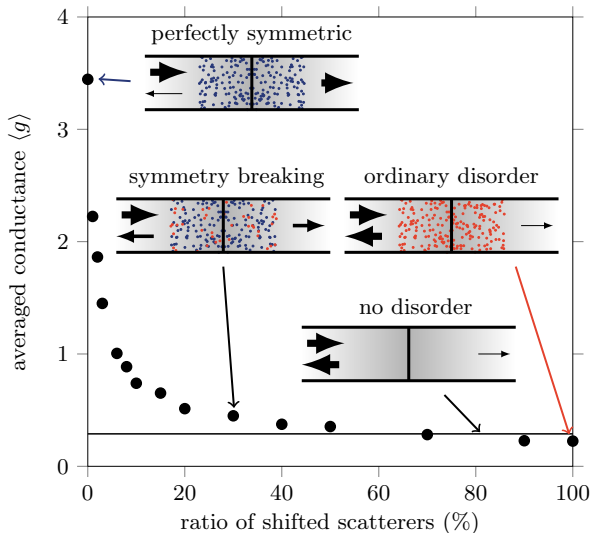 4
perfectly symmetric
3
symmetry breaking
ordinary disorder
2
no disorder
1
0
0
20
40
60
80
100
averaged conductance ⟨g⟩
ratio of shifted scatterers (%)